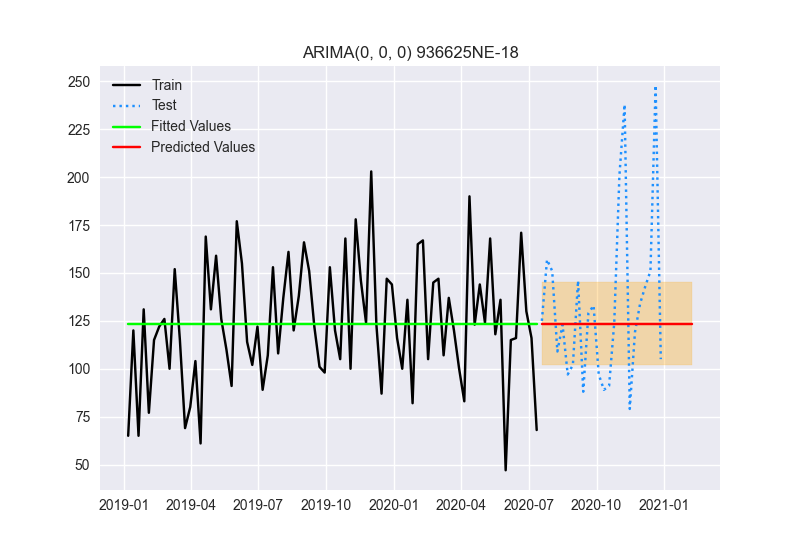 ARIMA(0, 0, 0) 936625NE-18
Train
Test
Fitted Values
Predicted Values
250
225
200
175
150
125
100
75
50
2019-01 2019-04 2019-07 2019-10 2020-01 2020-04 2020-07 2020-10 2021-01